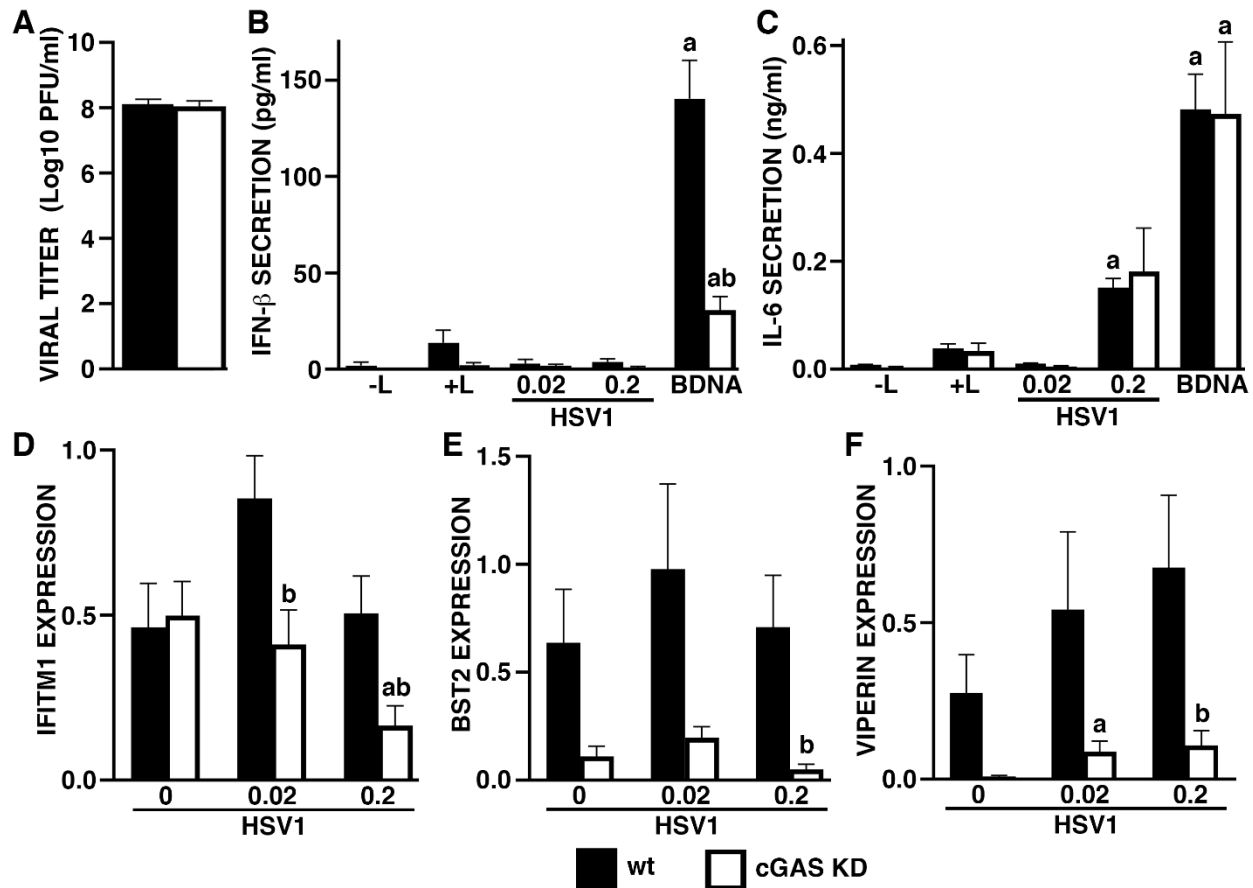 A
VIRAL TITER (Log10 PFU/ml)
10
8
6
4
2
0
B
IFN-β SECRETION (pg/ml)
150
100
50
0
a
ab
-L
+L
0.02
0.2
BDNA
HSV1
C
IL-6 SECRETION (ng/ml)
0.6
0.4
0.2
0.0
a
a
a
-L
+L
0.02
0.2
BDNA
HSV1
D
IFITM1 EXPRESSION
1.0
0.5
0.0
b
ab
0
0.02
0.2
HSV1
E
BST2 EXPRESSION
1.5
1.0
0.5
0.0
b
0
0.02
0.2
HSV1
F
VIPERIN EXPRESSION
1.0
0.5
0.0
a
b
0
0.02
0.2
HSV1
wt
cGAS KD